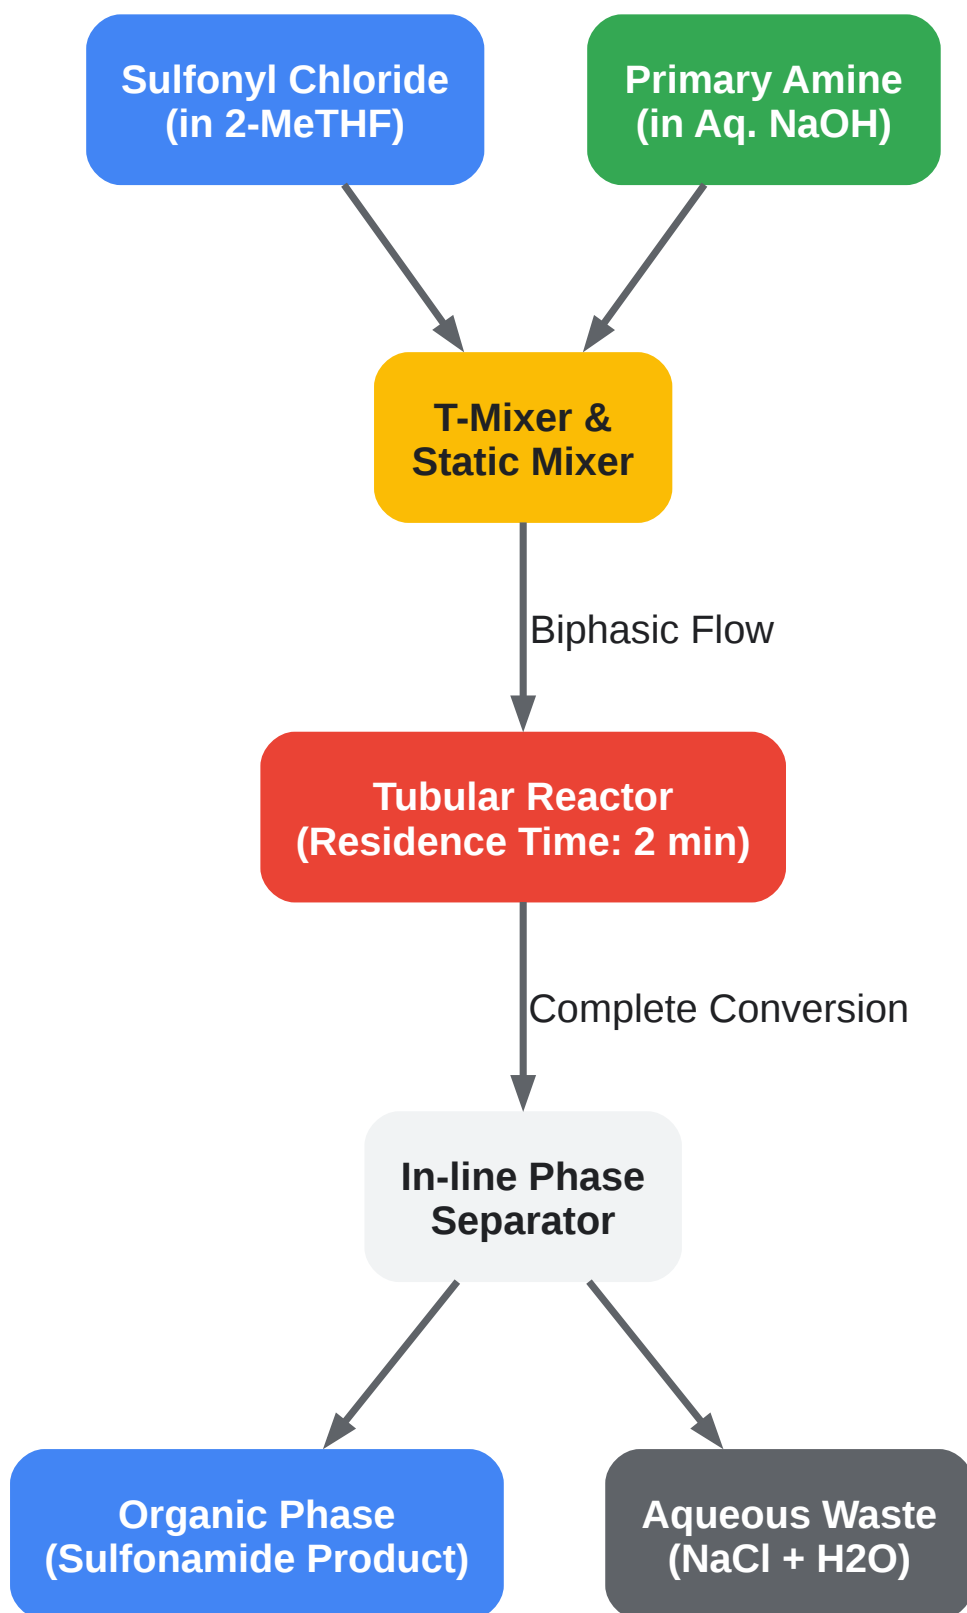 Sulfonyl Chloride
(in 2-MeTHF)
Primary Amine
(in Aq. NaOH)
T-Mixer &
Static Mixer
Biphasic Flow
Tubular Reactor
(Residence Time: 2 min)
Complete Conversion
In-line Phase
Separator
Organic Phase
(Sulfonamide Product)
Aqueous Waste
(NaCl + H2O)